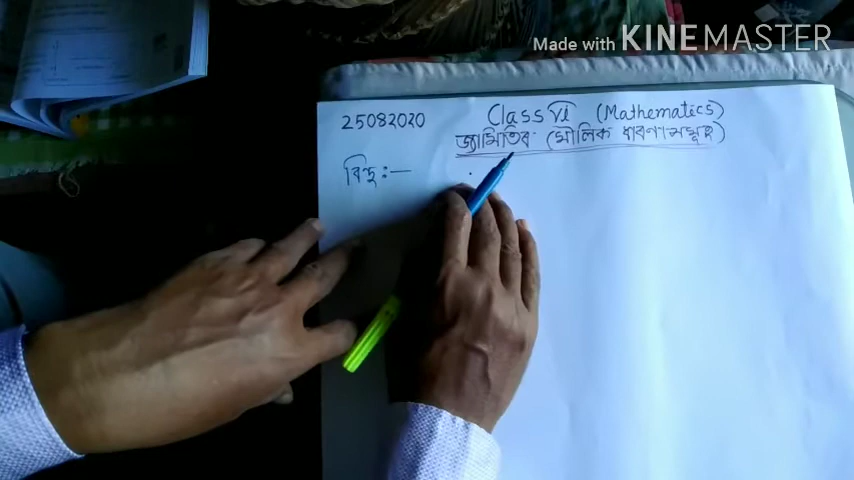 Made with KINEMASTER
25082020 Class VI (Mathematics)
জ্যামিতিৰ (মৌলিক ধাৰণাসমূহ)
বিন্দু :—